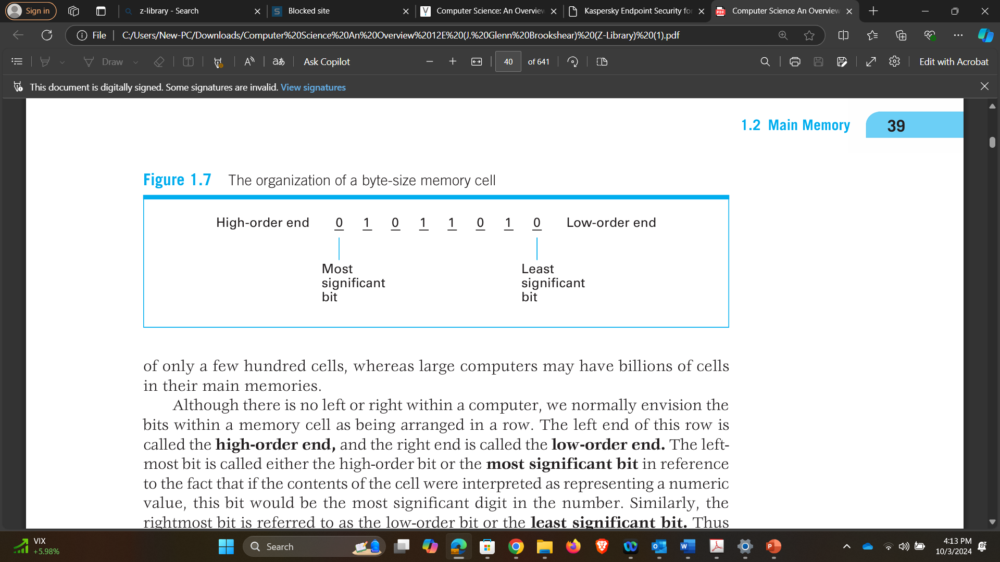 Sign in
z-library - Search
Blocked site
Computer Science: An Overview
Kaspersky Endpoint Security for
Computer Science An Overview
File
C:/Users/New-PC/Downloads/Computer%20Science%20An%20Overview%2012E%20(J.%20Glenn%20Brookshear)%20(Z-Library)%20(1).pdf
Draw
aあ
Ask Copilot
40
of 641
Edit with Acrobat
This document is digitally signed. Some signatures are invalid. View signatures
1.2 Main Memory 39
Figure 1.7 The organization of a byte-size memory cell
High-order end 0 1 0 1 1 0 1 0 Low-order end
Most
significant
bit
Least
significant
bit
of only a few hundred cells, whereas large computers may have billions of cells
in their main memories.
Although there is no left or right within a computer, we normally envision the
bits within a memory cell as being arranged in a row. The left end of this row is
called the high-order end, and the right end is called the low-order end. The left-
most bit is called either the high-order bit or the most significant bit in reference
to the fact that if the contents of the cell were interpreted as representing a numeric
value, this bit would be the most significant digit in the number. Similarly, the
rightmost bit is referred to as the low-order bit or the least significant bit. Thus
VIX
+5.98%
Search
4:13 PM
10/3/2024